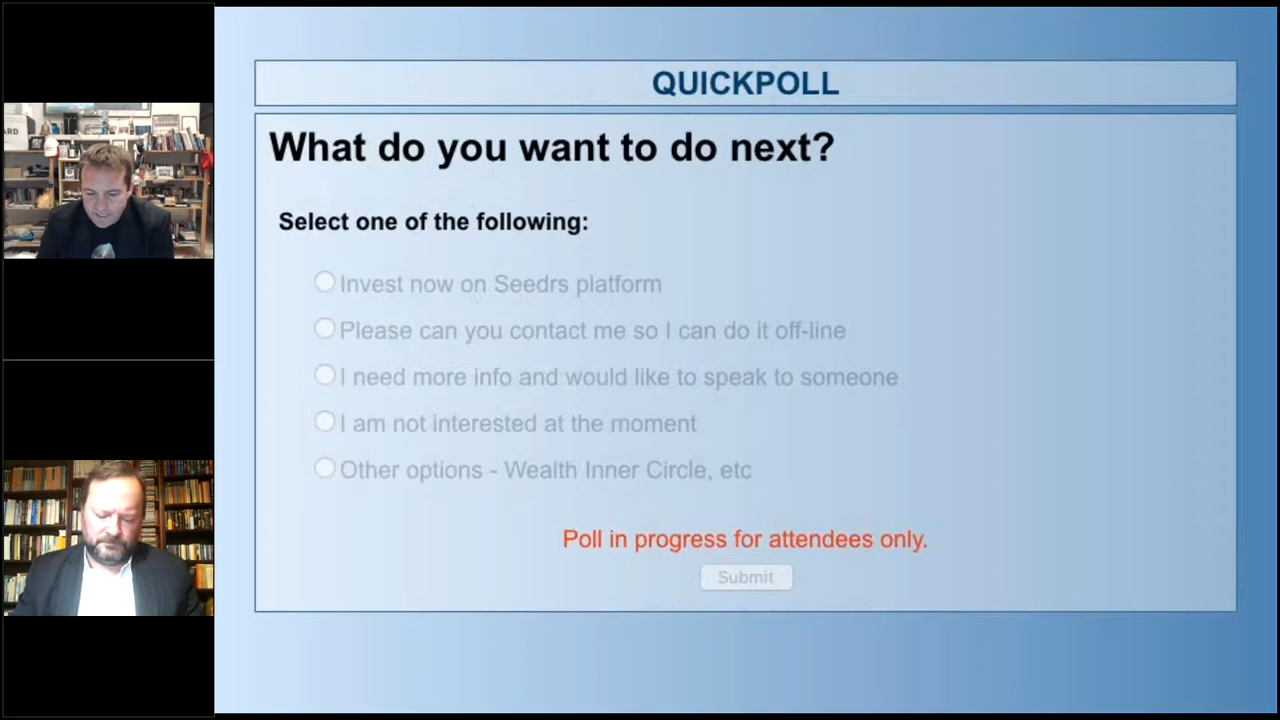 QUICKPOLL
What do you want to do next?
Select one of the following:
Invest now on Seedrs platform
Please can you contact me so I can do it off-line
I need more info and would like to speak to someone
I am not interested at the moment
Other options - Wealth Inner Circle, etc
Poll in progress for attendees only.
Submit
ARD